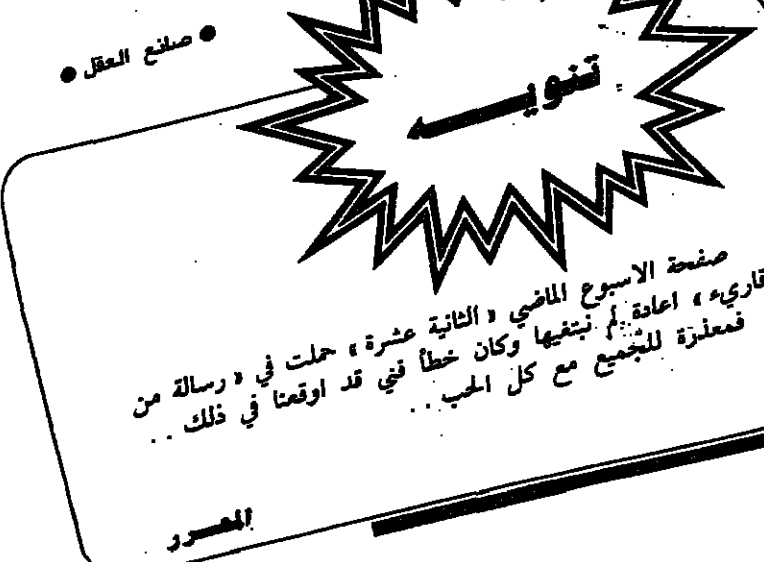 ● صانع العقل ●
تنويـــه
صفحة الاسبوع الماضي « الثانية عشرة » حملت في « رسالة من
قاريء » اعادة لم نبتغيها وكان خطأ فني قد اوقعنا في ذلك . .
فمعذرة للجميع مع كل الحب . .
المحـــرر